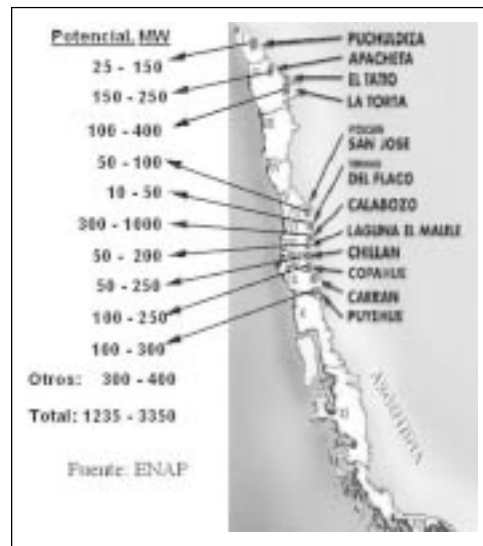 Potencial, MW
25 - 150
150 - 250
100 - 400
50 - 100
10 - 50
300 - 1000
50 - 200
50 - 250
100 - 250
100 - 300
Otros: 300 - 400
Total: 1235 - 3350
Fuente: ENAP
PUCHULDIZA
APACHETA
EL TATIO
LA TORTA
SAN JOSE
DEL FLACO
CALABOZO
LAGUNA EL MAULE
CHILLAN
COPAHUE
CARRAN
PUYEHUE
ARGENTINA